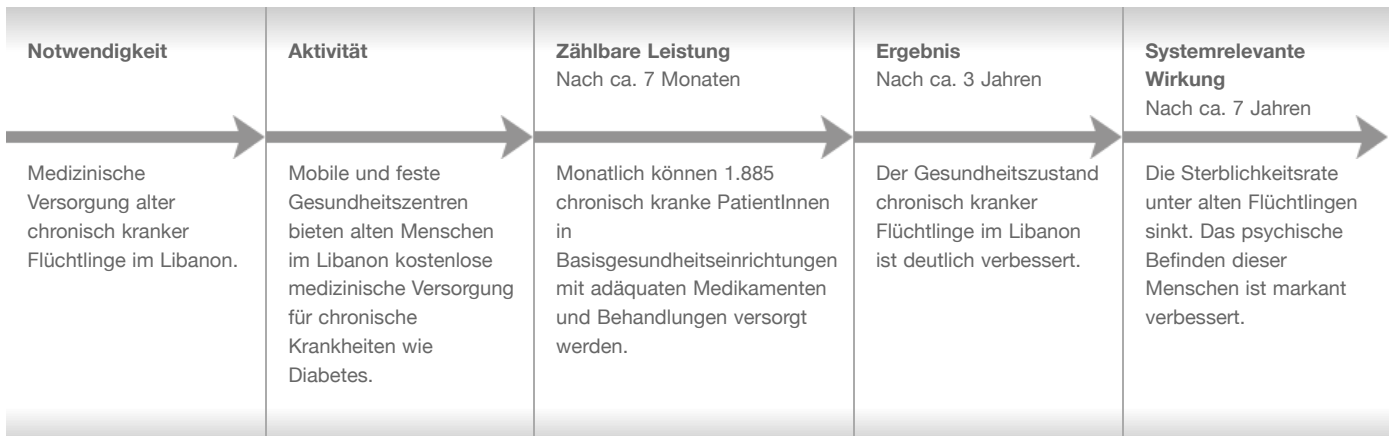 Notwendigkeit
Medizinische
Versorgung alter
chronisch kranker
Flüchtlinge im Libanon.
Aktivität
Mobile und feste
Gesundheitszentren
bieten alten Menschen
im Libanon kostenlose
medizinische Versorgung
für chronische
Krankheiten wie
Diabetes.
Zählbare Leistung
Nach ca. 7 Monaten
Monatlich können 1.885
chronisch kranke PatientInnen
in
Basisgesundheitseinrichtungen
mit adäquaten Medikamenten
und Behandlungen versorgt
werden.
Ergebnis
Nach ca. 3 Jahren
Der Gesundheitszustand
chronisch kranker
Flüchtlinge im Libanon
ist deutlich verbessert.
Systemrelevante
Wirkung
Nach ca. 7 Jahren
Die Sterblichkeitsrate
unter alten Flüchtlingen
sinkt. Das psychische
Befinden dieser
Menschen ist markant
verbessert.